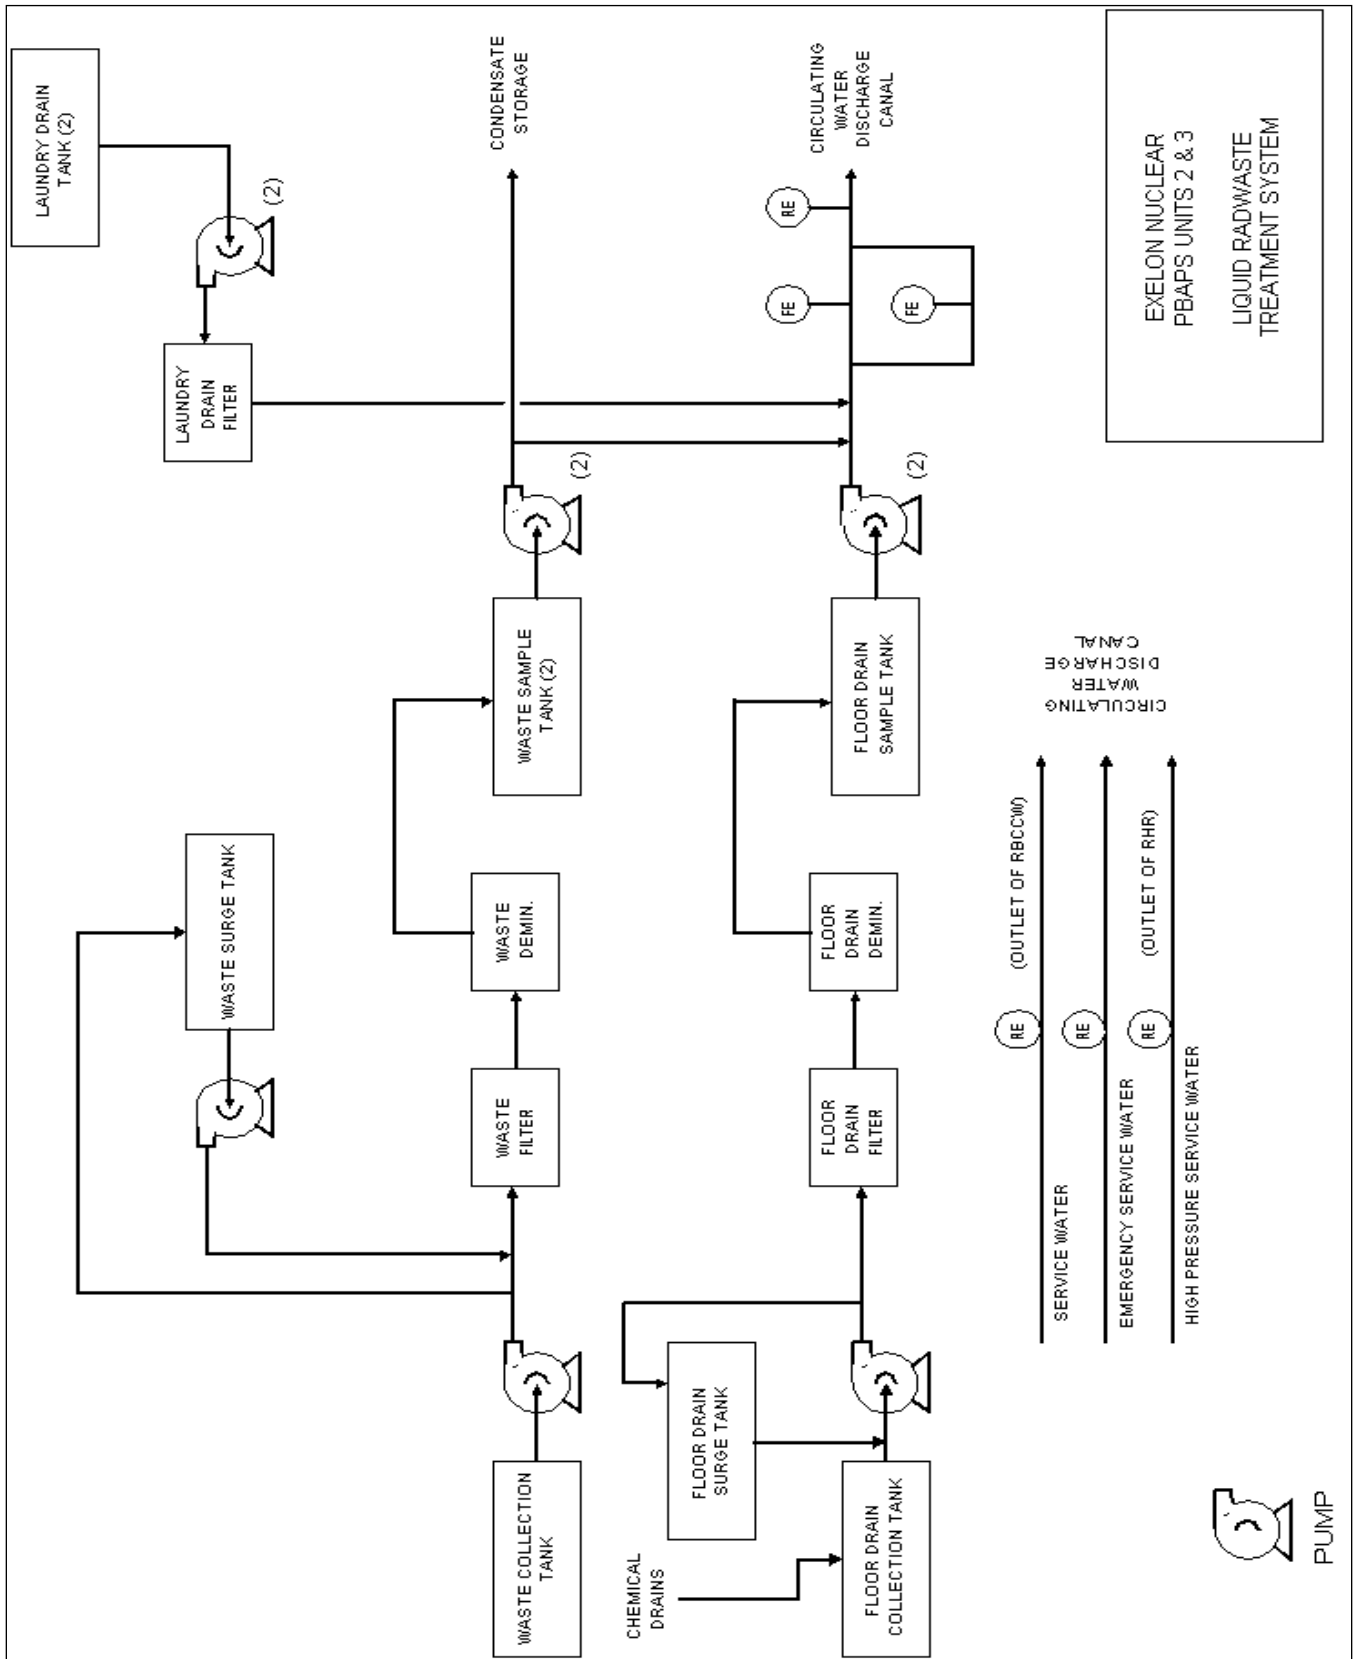 LAUNDRY DRAIN
TANK (2)
(2)
LAUNDRY
DRAIN
FILTER
CONDENSATE
STORAGE
CIRCULATING
WATER
DISCHARGE
CANAL
RE
FE
FE
(2)
(2)
EXELON NUCLEAR
PBAPS UNITS 2 & 3
LIQUID RADWASTE
TREATMENT SYSTEM
WASTE SURGE TANK
WASTE SAMPLE
TANK (2)
WASTE
DEMIN.
WASTE
FILTER
WASTE COLLECTION
TANK
FLOOR DRAIN
SAMPLE TANK
FLOOR
DRAIN
DEMIN.
FLOOR
DRAIN
FILTER
FLOOR DRAIN
SURGE TANK
FLOOR DRAIN
COLLECTION TANK
CHEMICAL
DRAINS
CIRCULATING
WATER
DISCHARGE
CANAL
SERVICE WATER
RE
(OUTLET OF RBCCW)
EMERGENCY SERVICE WATER
RE
HIGH PRESSURE SERVICE WATER
RE
(OUTLET OF RHR)
PUMP